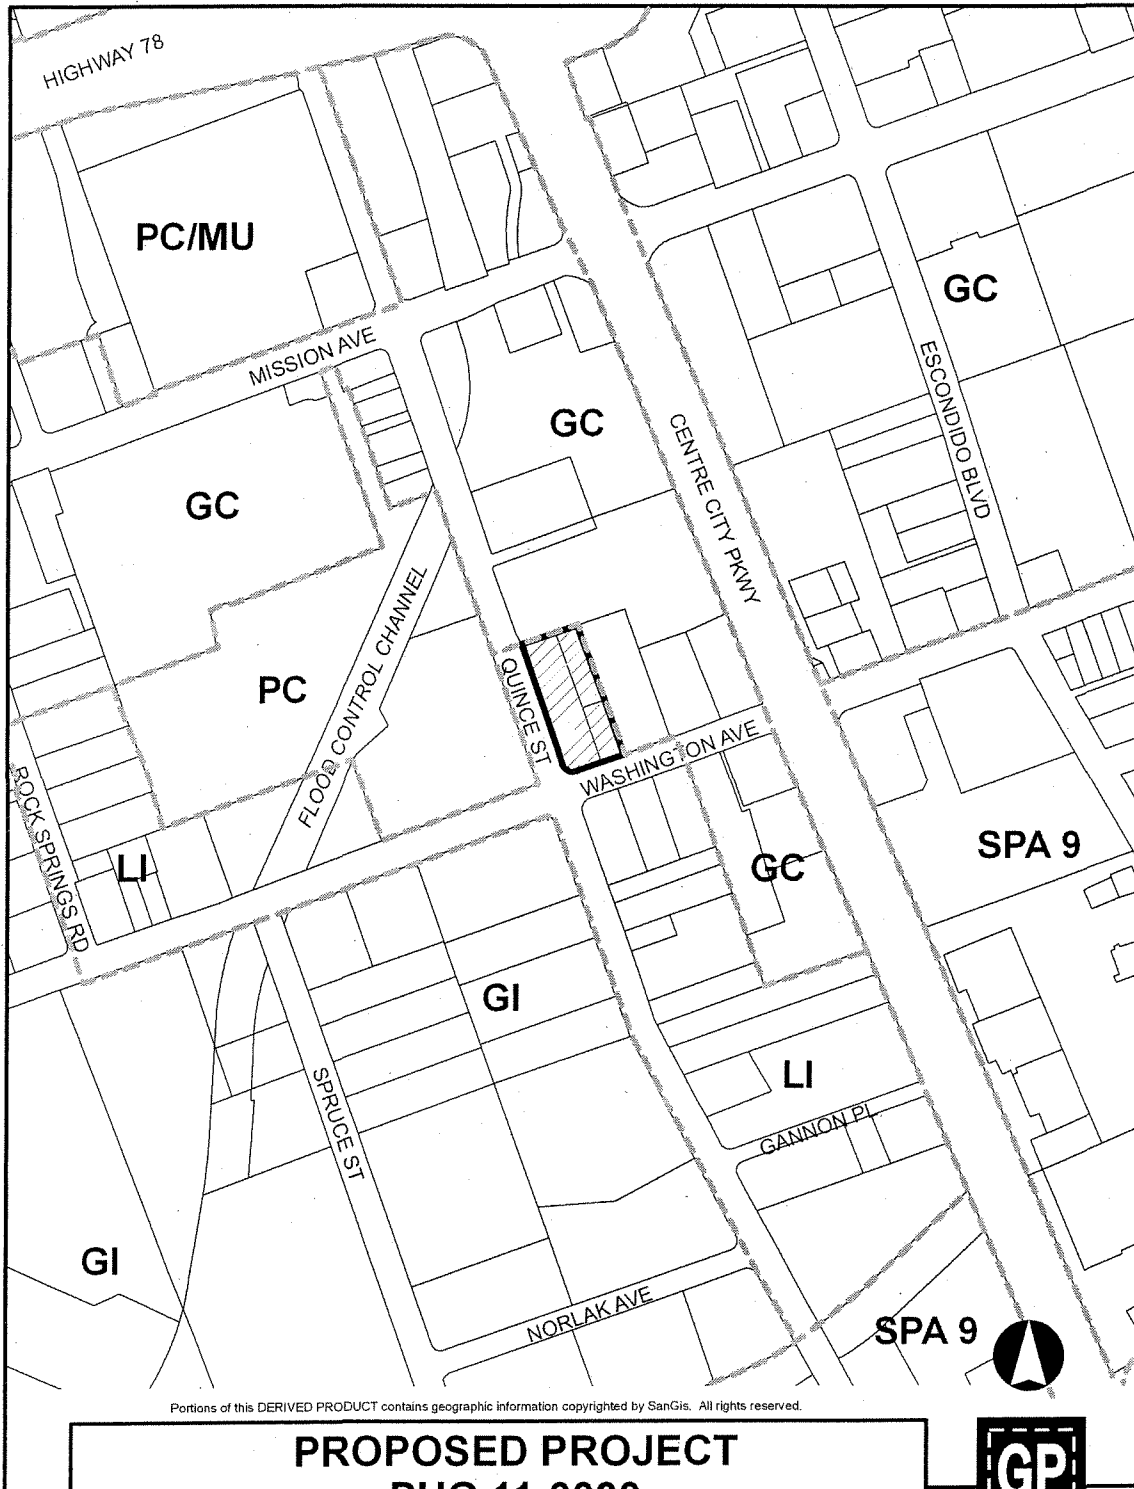 HIGHWAY 78
PC/MU
GC
MISSION AVE
ESCONDIDO BLVD
GC
CENTRE CITY PKWY
GC
FLOOD CONTROL CHANNEL
PC
QUINCE ST
WASHINGTON AVE
ROCK SPRINGS RD
LI
GC
SPA 9
GI
LI
SPRUCE ST
GANNON PL
GI
NORLAK AVE
SPA 9
Portions of this DERIVED PRODUCT contains geographic information copyrighted by SanGis. All rights reserved.
PROPOSED PROJECT
GP